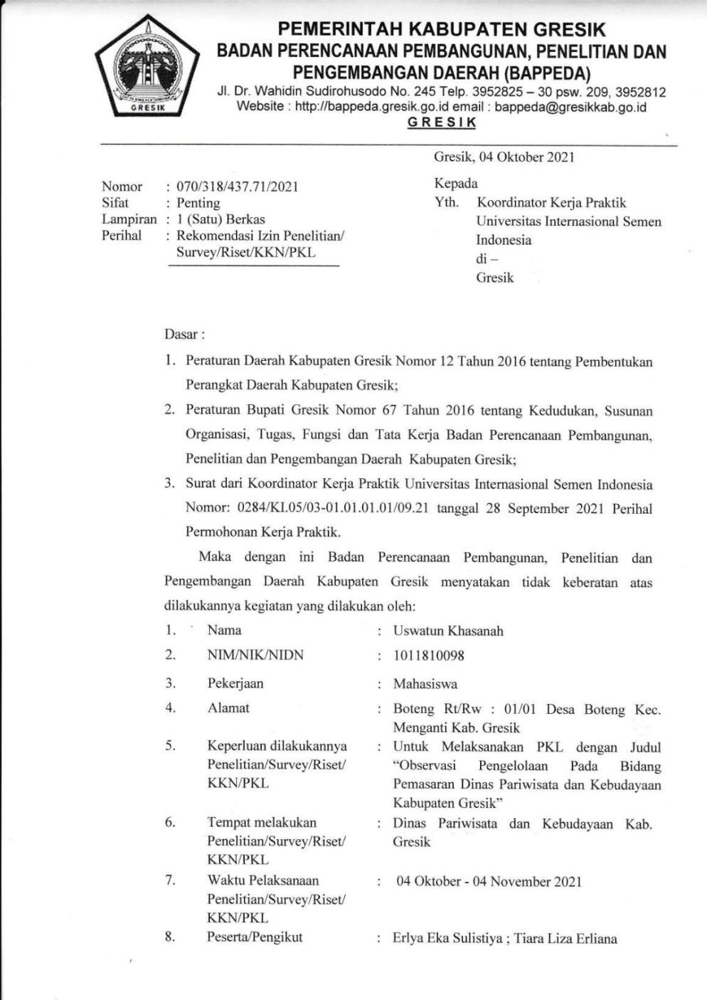 PEMERINTAH KABUPATEN GRESIK
BADAN PERENCANAAN PEMBANGUNAN, PENELITIAN DAN
PENGEMBANGAN DAERAH (BAPPEDA)
Jl. Dr. Wahidin Sudirohusodo No. 245 Telp. 3952825 – 30 psw. 209, 3952812
Website : http://bappeda.gresik.go.id email : bappeda@gresikkab.go.id
GRESIK
GRESIK
Gresik, 04 Oktober 2021
Nomor : 070/318/437.71/2021
Sifat : Penting
Lampiran : 1 (Satu) Berkas
Perihal : Rekomendasi Izin Penelitian/
Survey/Riset/KKN/PKL
Kepada
Yth. Koordinator Kerja Praktik
Universitas Internasional Semen
Indonesia
di –
Gresik
Dasar :
1. Peraturan Daerah Kabupaten Gresik Nomor 12 Tahun 2016 tentang Pembentukan
Perangkat Daerah Kabupaten Gresik;
2. Peraturan Bupati Gresik Nomor 67 Tahun 2016 tentang Kedudukan, Susunan
Organisasi, Tugas, Fungsi dan Tata Kerja Badan Perencanaan Pembangunan,
Penelitian dan Pengembangan Daerah Kabupaten Gresik;
3. Surat dari Koordinator Kerja Praktik Universitas Internasional Semen Indonesia
Nomor: 0284/KI.05/03-01.01.01.01/09.21 tanggal 28 September 2021 Perihal
Permohonan Kerja Praktik.
Maka dengan ini Badan Perencanaan Pembangunan, Penelitian dan
Pengembangan Daerah Kabupaten Gresik menyatakan tidak keberatan atas
dilakukannya kegiatan yang dilakukan oleh:
1. Nama : Uswatun Khasanah
2. NIM/NIK/NIDN : 1011810098
3. Pekerjaan : Mahasiswa
4. Alamat : Boteng Rt/Rw : 01/01 Desa Boteng Kec.
Menganti Kab. Gresik
5. Keperluan dilakukannya : Untuk Melaksanakan PKL dengan Judul
Penelitian/Survey/Riset/ “Observasi Pengelolaan Pada Bidang
KKN/PKL Pemasaran Dinas Pariwisata dan Kebudayaan
Kabupaten Gresik”
6. Tempat melakukan : Dinas Pariwisata dan Kebudayaan Kab.
Penelitian/Survey/Riset/ Gresik
KKN/PKL
7. Waktu Pelaksanaan : 04 Oktober - 04 November 2021
Penelitian/Survey/Riset/
KKN/PKL
8. Peserta/Pengikut : Erlya Eka Sulistiya ; Tiara Liza Erliana